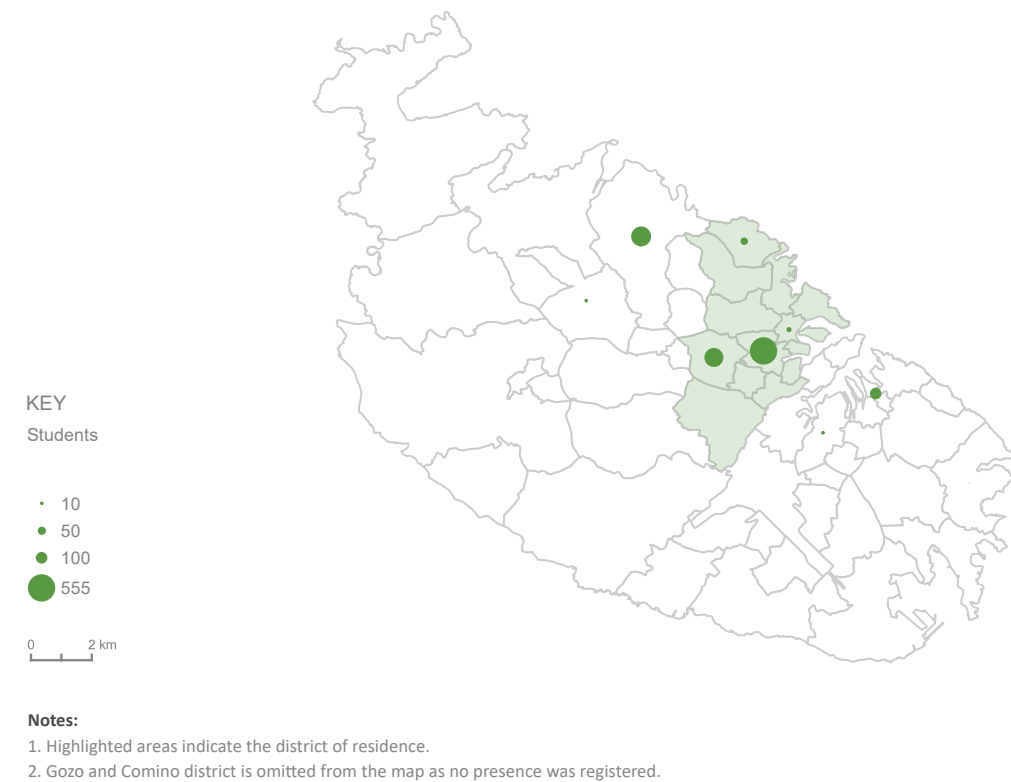 KEY
Students
10
50
100
555
0 2 km
Notes:
1. Highlighted areas indicate the district of residence.
2. Gozo and Comino district is omitted from the map as no presence was registered.